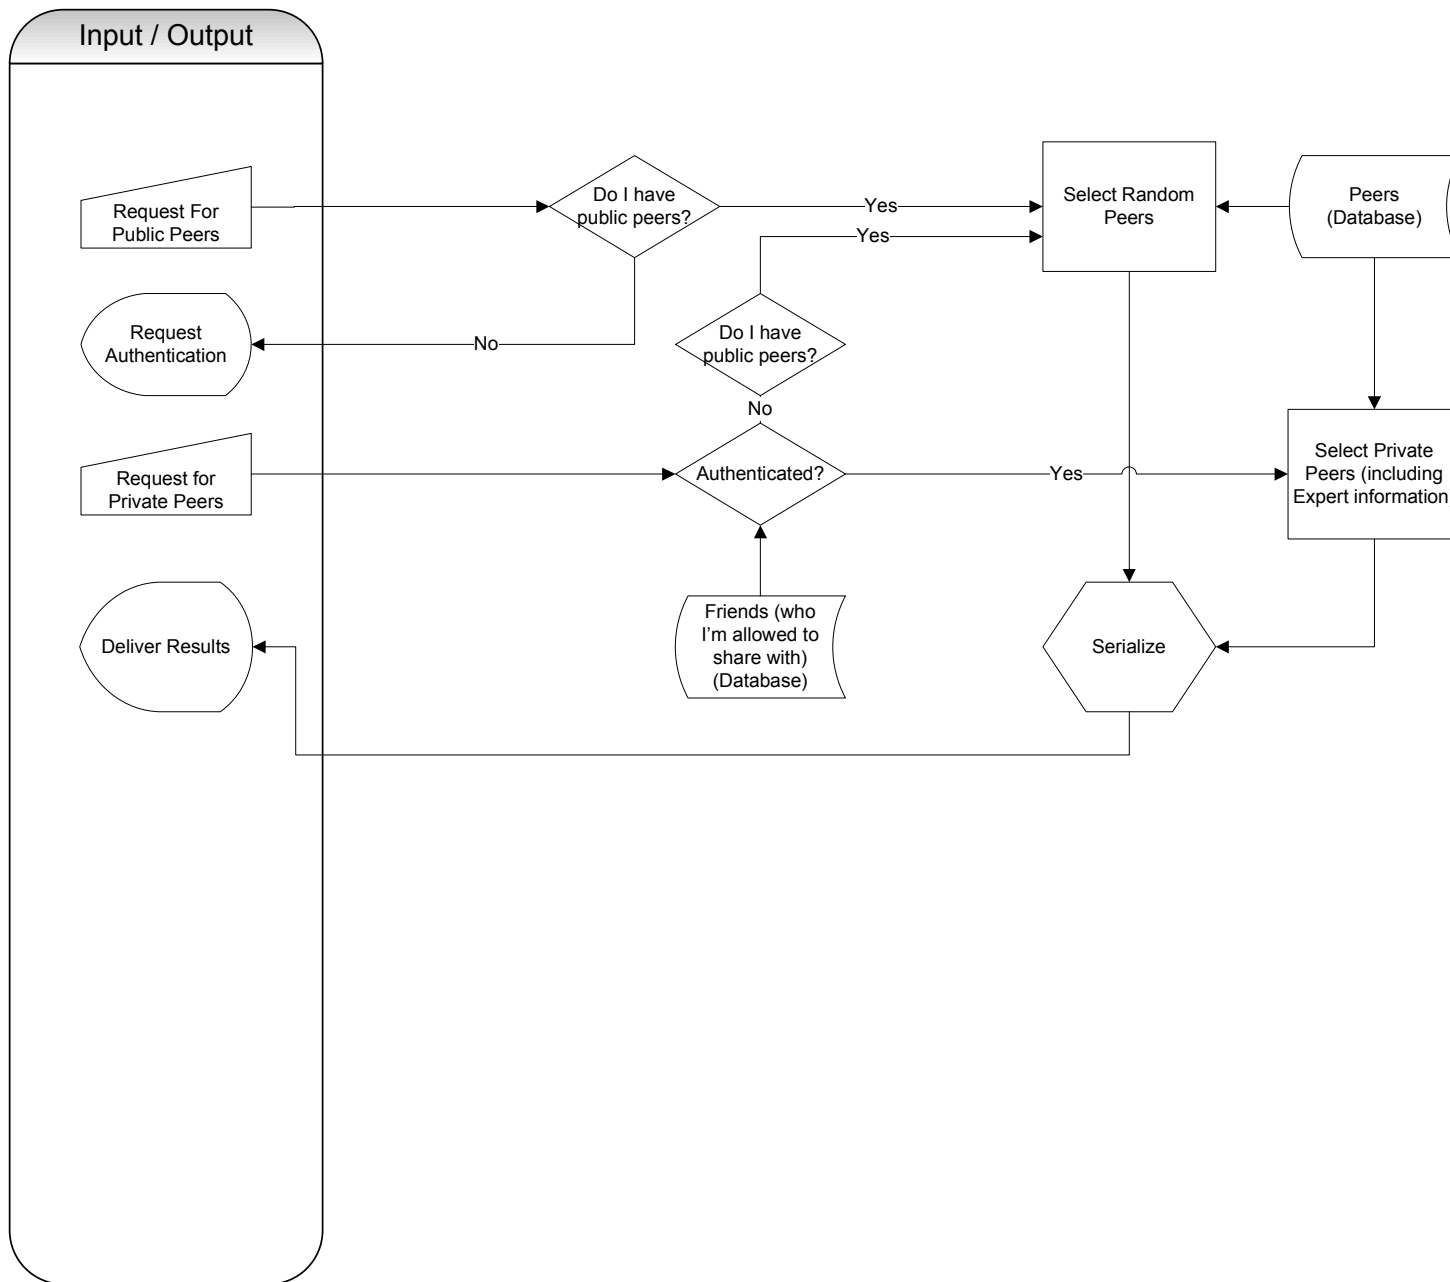 Input / Output
Request For
Public Peers
Do I have
public peers?
Yes
Select Random
Peers
Peers
(Database)
Yes
Request
Authentication
No
Do I have
public peers?
No
Request for
Private Peers
Authenticated?
Yes
Select Private
Peers (including
Expert information
Deliver Results
Friends (who
I'm allowed to
share with)
(Database)
Serialize